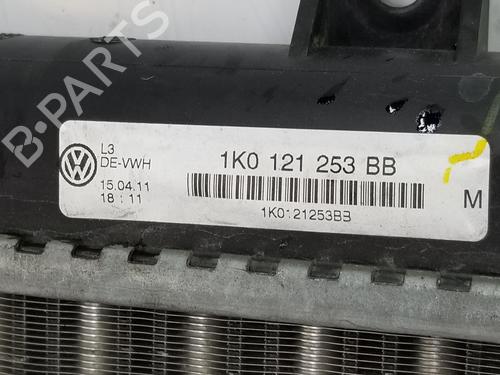 B-PARTS
L3
DE-VWH
15.04.11
18:11
1K0 121 253 BB
1K0121253BB
M